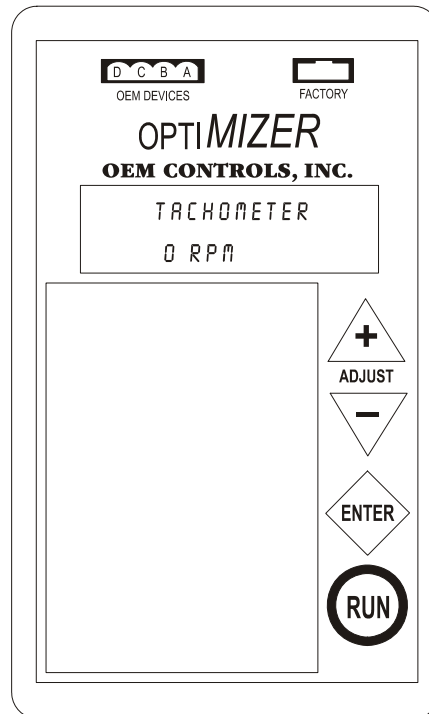 D C B A
OEM DEVICES
FACTORY
OPTIMIZER
OEM CONTROLS, INC.
TACHOMETER
0 RPM
+
ADJUST
−
ENTER
RUN